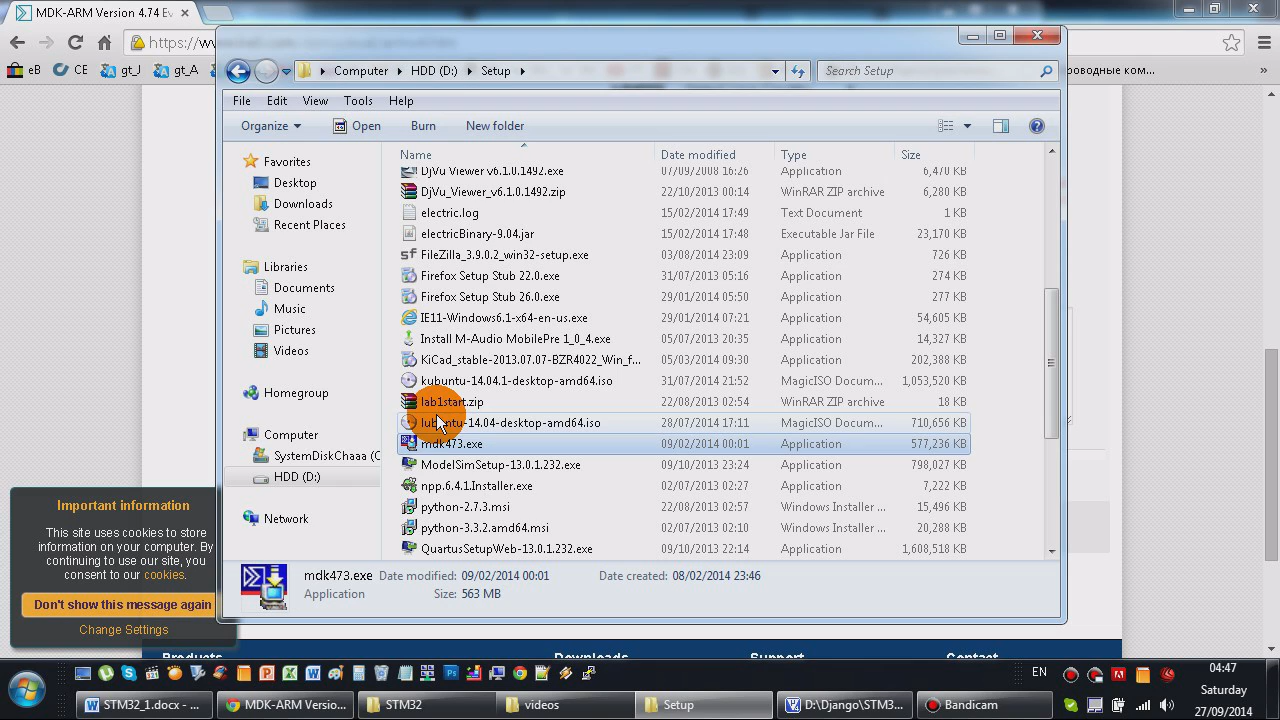 MDK-ARM Version 4.74 Ev
https://w
eB CE gt_I gt_A роводные ком... »
Computer HDD (D:) Setup Search Setup
File Edit View Tools Help
Organize Open Burn New folder
Name Date modified Type Size
Favorites
Desktop
Downloads
Recent Places
Libraries
Documents
Music
Pictures
Videos
Homegroup
Computer
SystemDiskChaaa (C
HDD (D:)
Network
DjVu Viewer v6.1.0.1492.exe 07/09/2008 16:26 Application 6,470 KB
DjVu_Viewer_v6.1.0.1492.zip 22/10/2013 00:14 WinRAR ZIP archive 6,280 KB
electric.log 15/02/2014 17:49 Text Document 1 KB
electricBinary-9.04.jar 15/02/2014 17:48 Executable Jar File 23,170 KB
sf FileZilla_3.9.0.2_win32-setup.exe 03/08/2014 23:09 Application 726 KB
Firefox Setup Stub 22.0.exe 31/07/2013 05:16 Application 274 KB
Firefox Setup Stub 26.0.exe 29/01/2014 05:50 Application 277 KB
IE11-Windows6.1-x64-en-us.exe 29/01/2014 07:21 Application 54,605 KB
Install M-Audio MobilePre 1_0_4.exe 05/07/2013 20:35 Application 14,327 KB
KiCad_stable-2013.07.07-BZR4022_Win_f... 05/03/2014 09:30 Application 202,388 KB
kubuntu-14.04.1-desktop-amd64.iso 31/07/2014 21:52 MagicISO Docum... 1,053,520 KB
lab1start.zip 22/08/2013 02:54 WinRAR ZIP archive 18 KB
lubuntu-14.04-desktop-amd64.iso 28/07/2014 17:11 MagicISO Docum... 710,656 KB
mdk473.exe 09/02/2014 00:01 Application 577,236 KB
ModelSimSetup-13.0.1.232.exe 09/10/2013 23:24 Application 798,027 KB
npp.6.4.1.Installer.exe 02/07/2013 02:27 Application 7,222 KB
python-2.7.3.msi 22/08/2013 02:57 Windows Installer ... 15,496 KB
python-3.3.2.amd64.msi 02/07/2013 02:10 Windows Installer ... 20,288 KB
QuartusSetupWeb-13.0.1.232.exe 09/10/2013 22:14 Application 1,608,518 KB
mdk473.exe Date modified: 09/02/2014 00:01 Date created: 08/02/2014 23:46
Application Size: 563 MB
Important information
This site uses cookies to store
information on your computer. By
continuing to use our site, you
consent to our cookies.
Don't show this message again
Change Settings
Products Downloads Support Contact
EN
04:47
Saturday
27/09/2014
STM32_1.docx - ... MDK-ARM Versio... STM32 videos Setup D:\Django\STM3... Bandicam